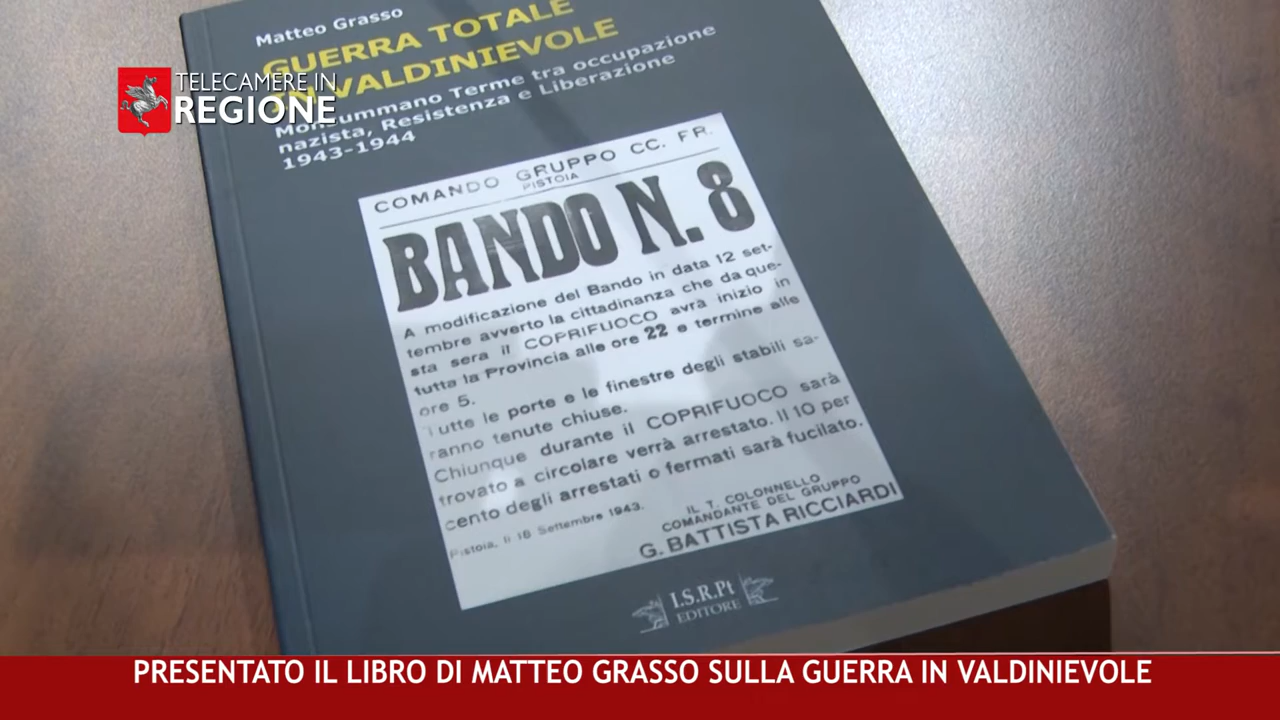 Matteo Grasso
GUERRA TOTALE
IN VALDINIEVOLE
Monsummano Terme tra occupazione
nazista, Resistenza e Liberazione
1943-1944
TELECAMERE IN
REGIONE
COMANDO GRUPPO CC. FR.
PISTOIA
BANDO N. 8
A modificazione del Bando in data 12 set-
tembre avverto la cittadinanza che da que-
sta sera il COPRIFUOCO avrà inizio in
tutta la Provincia alle ore 22 e termine alle
ore 5.
Tutte le porte e le finestre degli stabili sa-
ranno tenute chiuse.
Chiunque durante il COPRIFUOCO sarà
trovato a circolare verrà arrestato. Il 10 per
cento degli arrestati o fermati sarà fucilato.
Pistoia, li 16 Settembre 1943.
IL T. COLONNELLO
COMANDANTE DEL GRUPPO
G. BATTISTA RICCIARDI
I.S.R.Pt
EDITORE
PRESENTATO IL LIBRO DI MATTEO GRASSO SULLA GUERRA IN VALDINIEVOLE